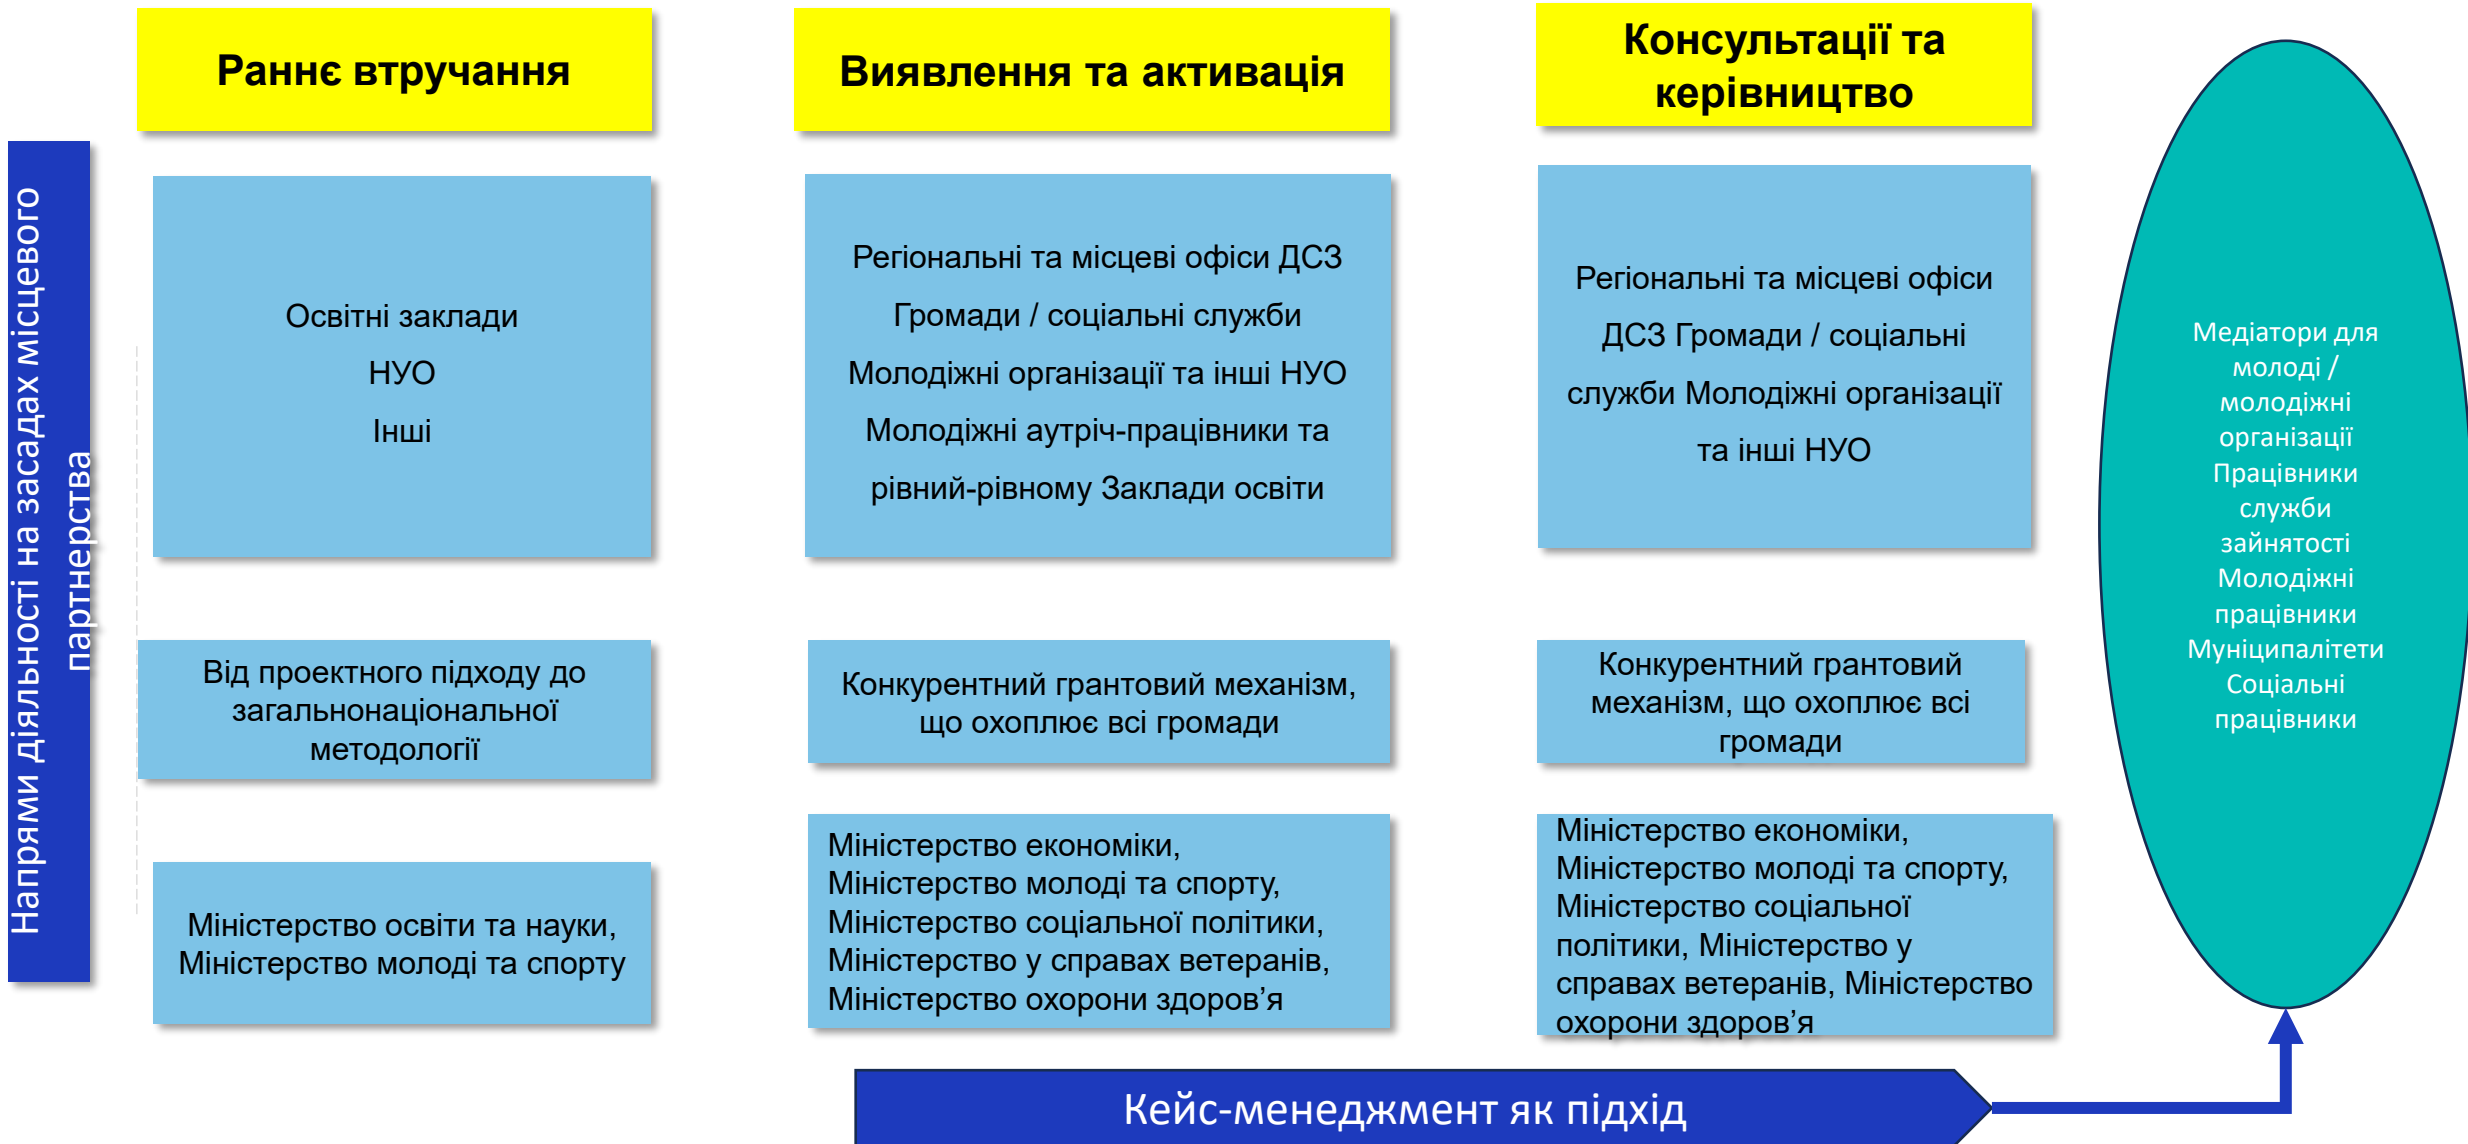 Раннє втручання
Виявлення та активація
Консультації та
керівництво
Напрями діяльності на засадах місцевого
партнерства
Освітні заклади
НУО
Інші
Регіональні та місцеві офіси ДСЗ
Громади / соціальні служби
Молодіжні організації та інші НУО
Молодіжні аутріч-працівники та
рівний-рівному Заклади освіти
Регіональні та місцеві офіси
ДСЗ Громади / соціальні
служби Молодіжні організації
та інші НУО
Медіатори для
молоді /
молодіжні
організації
Працівники
служби
зайнятості
Молодіжні
працівники
Муніципалітети
Соціальні
працівники
Від проектного підходу до
загальнонаціональної
методології
Конкурентний грантовий механізм,
що охоплює всі громади
Конкурентний грантовий
механізм, що охоплює всі
громади
Міністерство освіти та науки,
Міністерство молоді та спорту
Міністерство економіки,
Міністерство молоді та спорту,
Міністерство соціальної політики,
Міністерство у справах ветеранів,
Міністерство охорони здоров’я
Міністерство економіки,
Міністерство молоді та спорту,
Міністерство соціальної
політики, Міністерство у
справах ветеранів, Міністерство
охорони здоров’я
Кейс-менеджмент як підхід